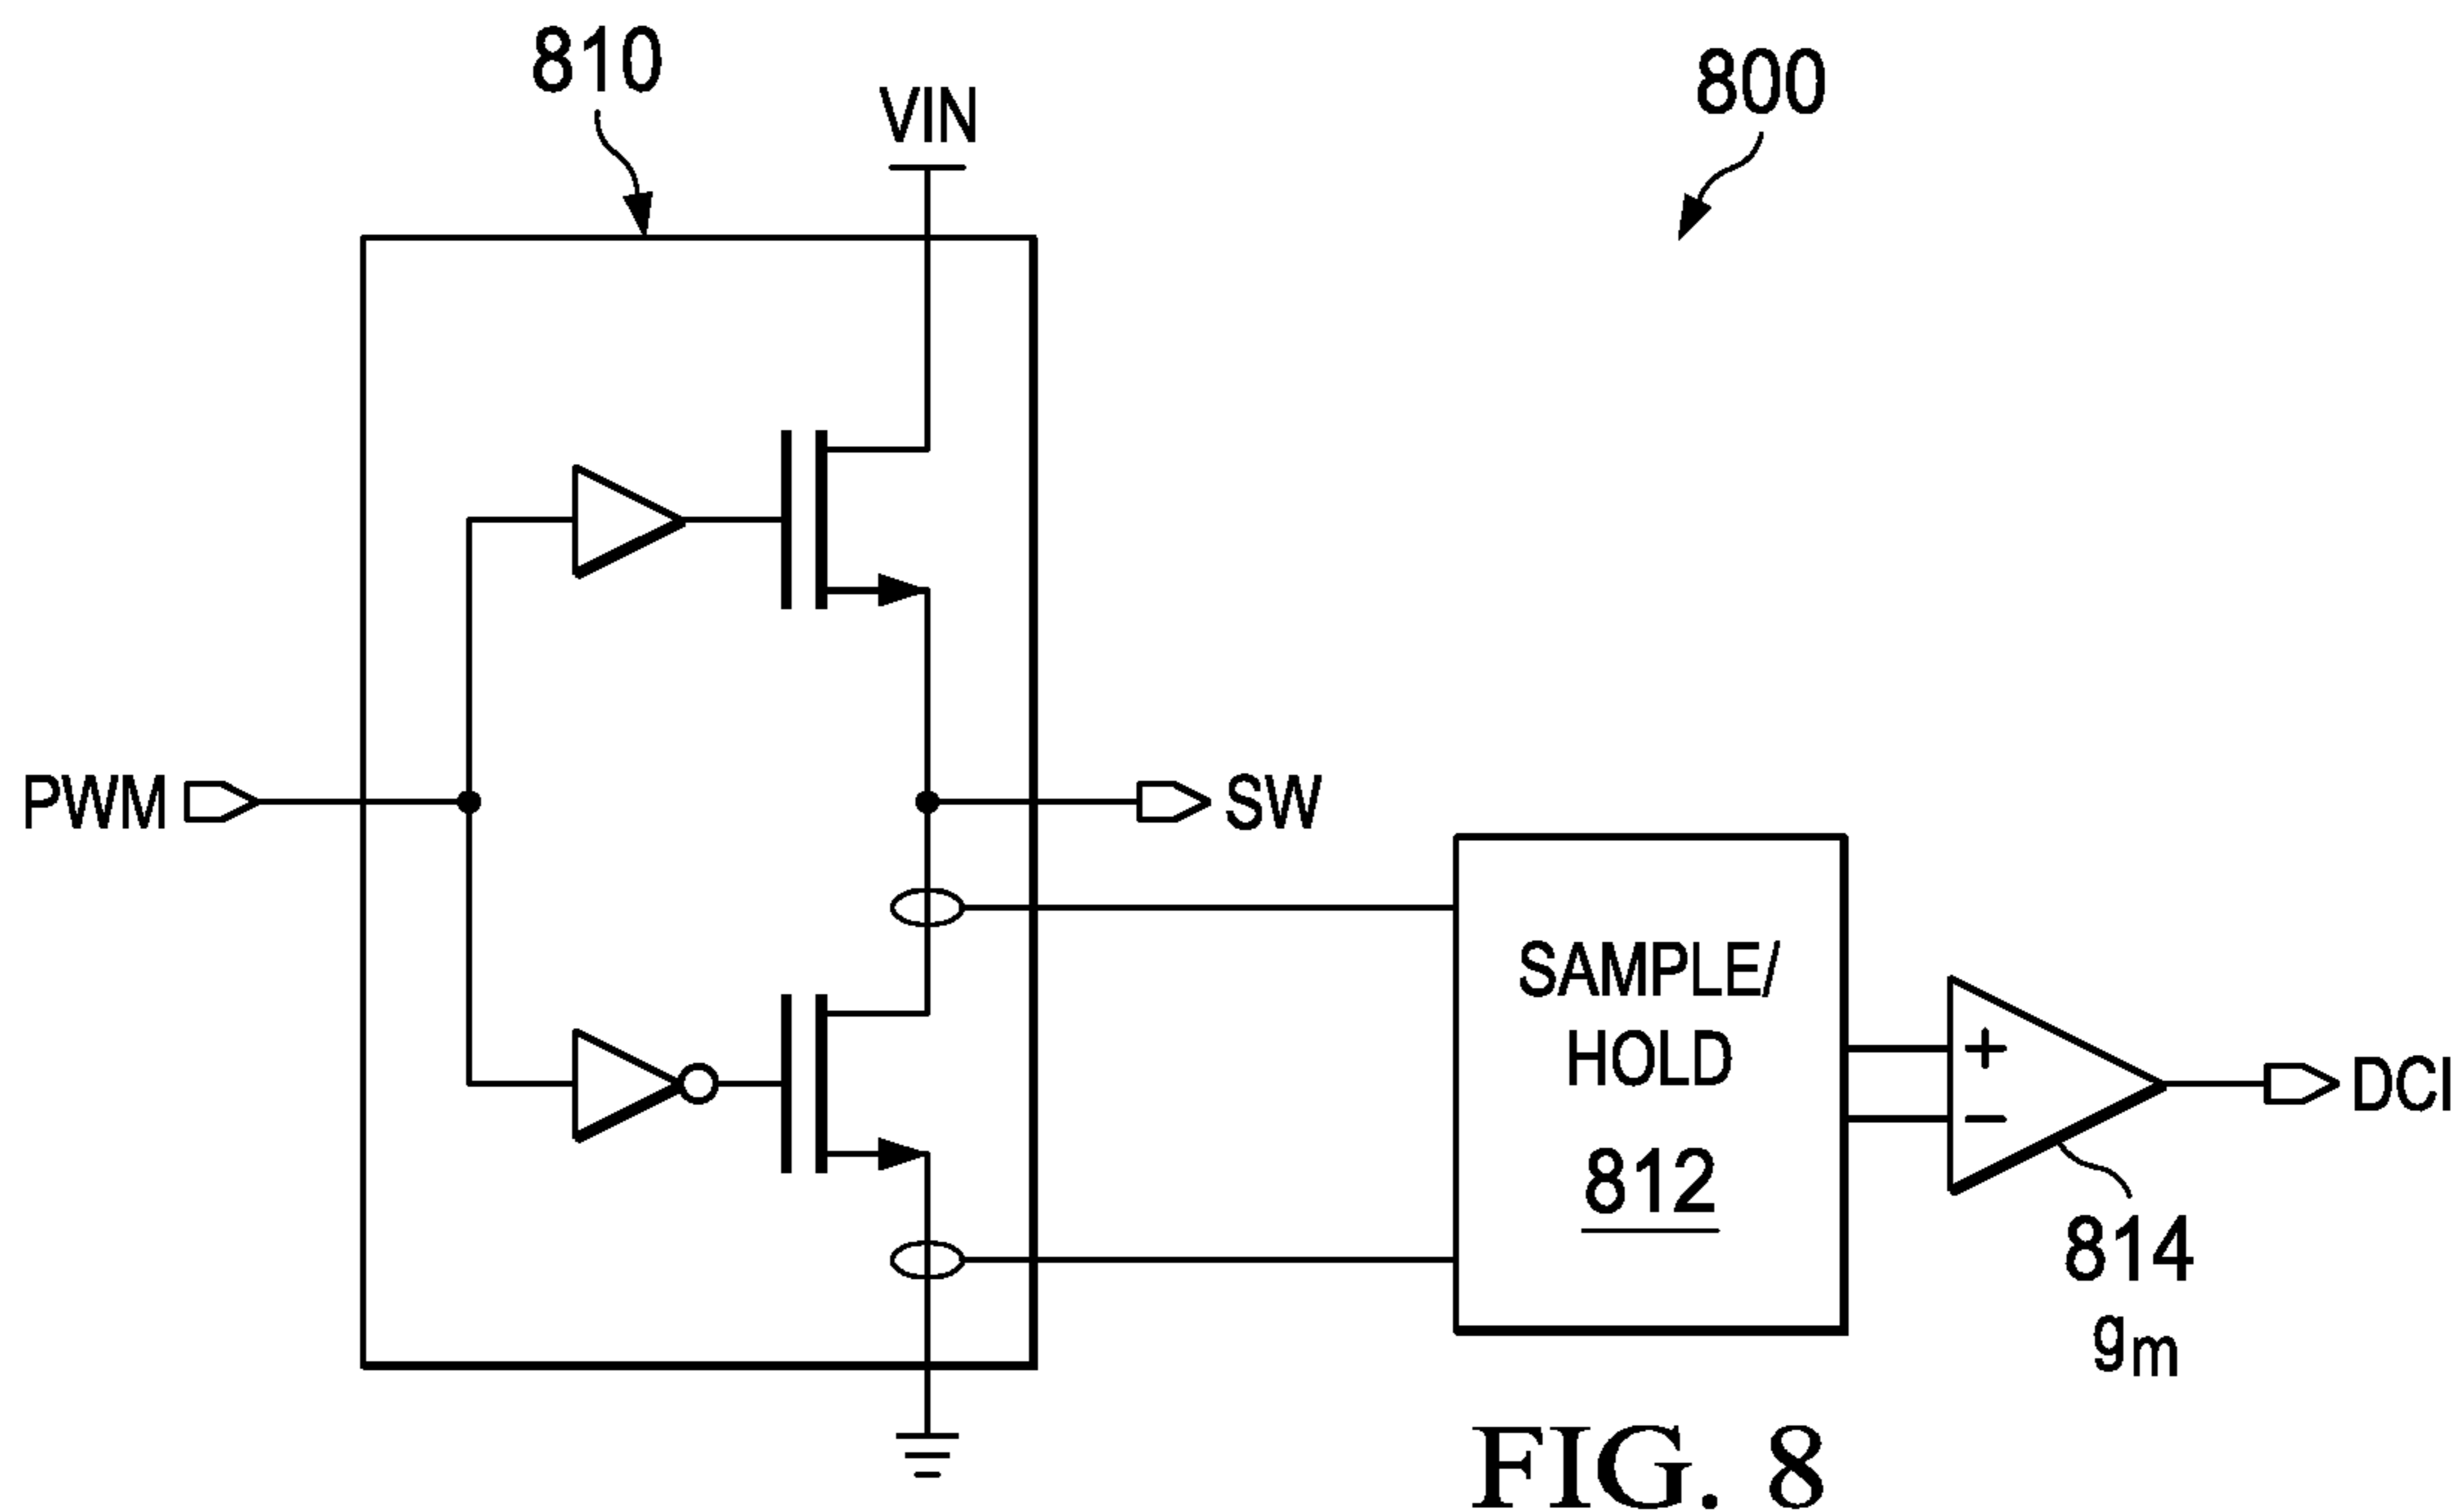 810
800
VIN
PWM
SW
SAMPLE/
HOLD
812
+
−
DCI
814
gm
FIG. 8